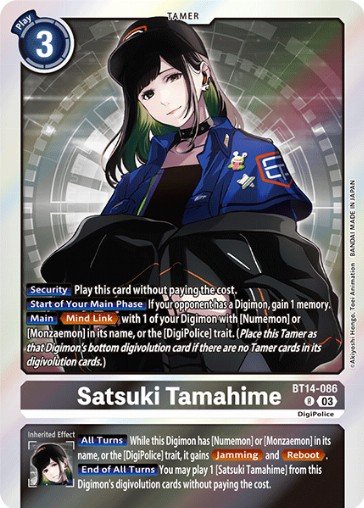 TAMER
Play
3
Security Play this card without paying the cost.
Start of Your Main Phase If your opponent has a Digimon, gain 1 memory.
Main Mind Link with 1 of your Digimon with [Numemon] or
[Monzaemon] in its name, or the [DigiPolice] trait. (Place this Tamer as
that Digimon's bottom digivolution card if there are no Tamer cards in its
digivolution cards.)
©Akiyoshi Hongo, Toei Animation BANDAI MADE IN JAPAN
BT14-086
Satsuki Tamahime
R 03
DigiPolice
Inherited Effect
All Turns While this Digimon has [Numemon] or [Monzaemon] in its
name, or the [DigiPolice] trait, it gains Jamming and Reboot.
End of All Turns You may play 1 [Satsuki Tamahime] from this
Digimon's digivolution cards without paying the cost.